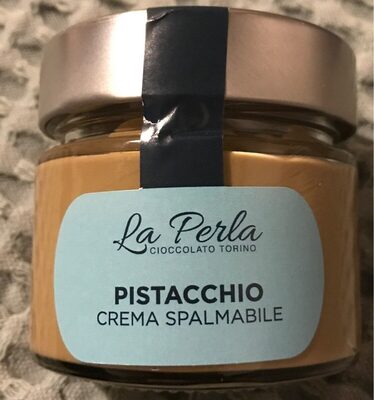 La Perla
CIOCCOLATO TORINO
PISTACCHIO
CREMA SPALMABILE